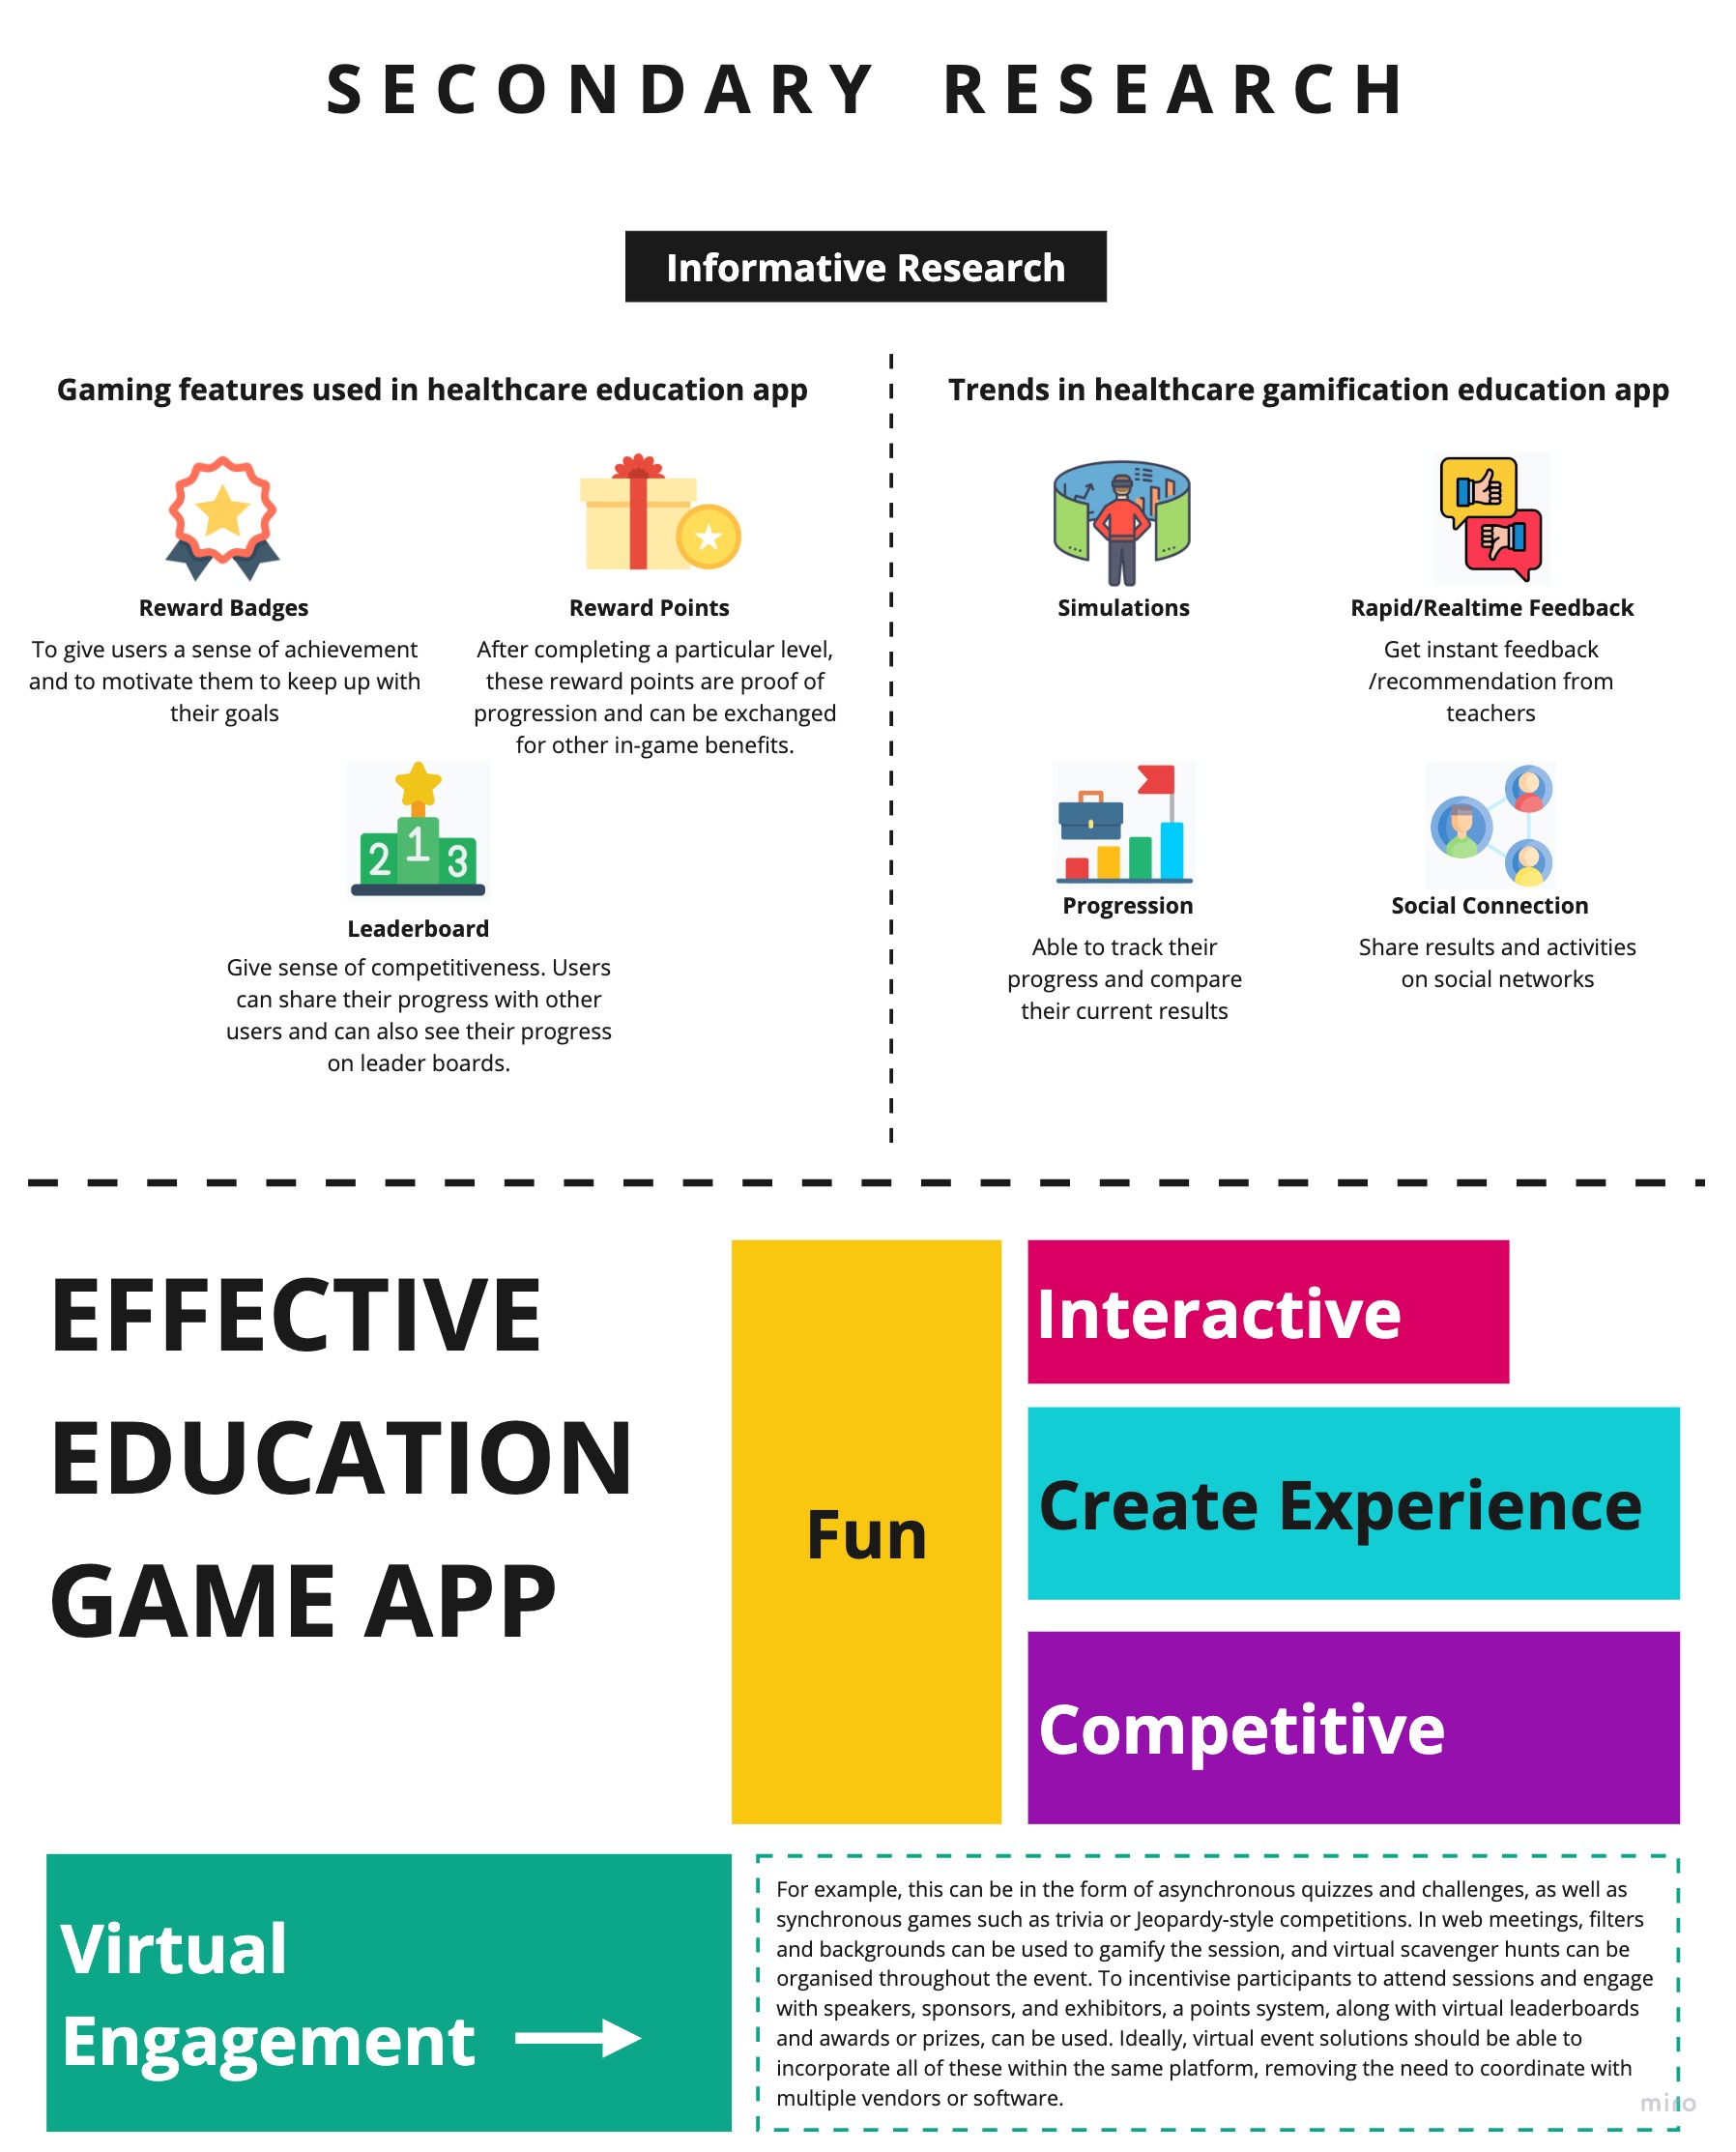 SECONDARY RESEARCH
Informative Research
Gaming features used in healthcare education app
Reward Badges
To give users a sense of achievement
and to motivate them to keep up with
their goals
Reward Points
After completing a particular level,
these reward points are proof of
progression and can be exchanged
for other in-game benefits.
2 1 3
Leaderboard
Give sense of competitiveness. Users
can share their progress with other
users and can also see their progress
on leader boards.
Trends in healthcare gamification education app
Simulations
Rapid/Realtime Feedback
Get instant feedback
/recommendation from
teachers
Progression
Able to track their
progress and compare
their current results
Social Connection
Share results and activities
on social networks
EFFECTIVE
EDUCATION
GAME APP
Fun
Interactive
Create Experience
Competitive
Virtual
Engagement
For example, this can be in the form of asynchronous quizzes and challenges, as well as
synchronous games such as trivia or Jeopardy-style competitions. In web meetings, filters
and backgrounds can be used to gamify the session, and virtual scavenger hunts can be
organised throughout the event. To incentivise participants to attend sessions and engage
with speakers, sponsors, and exhibitors, a points system, along with virtual leaderboards
and awards or prizes, can be used. Ideally, virtual event solutions should be able to
incorporate all of these within the same platform, removing the need to coordinate with
multiple vendors or software.
miro